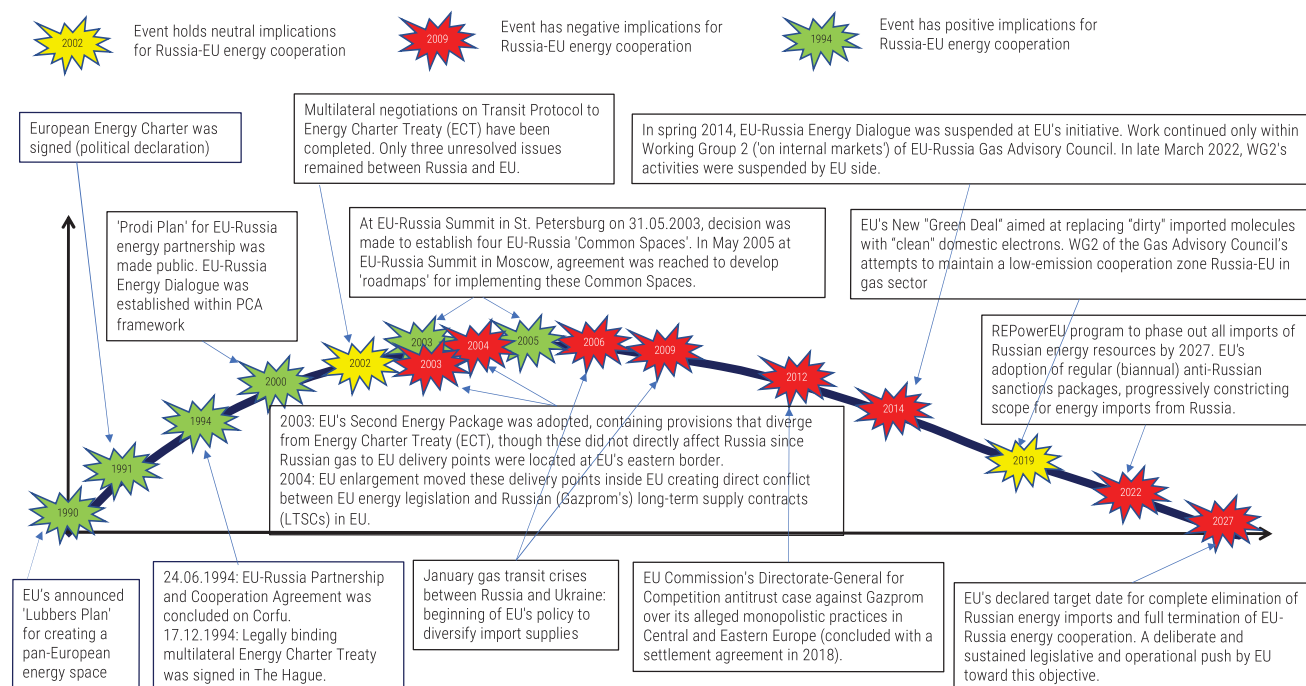 2002
Event holds neutral implications
for Russia-EU energy cooperation
2009
Event has negative implications for
Russia-EU energy cooperation
1994
Event has positive implications for
Russia-EU energy cooperation
European Energy Charter was
signed (political declaration)
Multilateral negotiations on Transit Protocol to
Energy Charter Treaty (ECT) have been
completed. Only three unresolved issues
remained between Russia and EU.
In spring 2014, EU-Russia Energy Dialogue was suspended at EU's initiative. Work continued only within
Working Group 2 ('on internal markets') of EU-Russia Gas Advisory Council. In late March 2022, WG2's
activities were suspended by EU side.
'Prodi Plan' for EU-Russia
energy partnership was
made public. EU-Russia
Energy Dialogue was
established within PCA
framework
At EU-Russia Summit in St. Petersburg on 31.05.2003, decision was
made to establish four EU-Russia 'Common Spaces'. In May 2005 at
EU-Russia Summit in Moscow, agreement was reached to develop
'roadmaps' for implementing these Common Spaces.
EU's New "Green Deal" aimed at replacing "dirty" imported molecules
with "clean" domestic electrons. WG2 of the Gas Advisory Council's
attempts to maintain a low-emission cooperation zone Russia-EU in
gas sector
REPowerEU program to phase out all imports of
Russian energy resources by 2027. EU's
adoption of regular (biannual) anti-Russian
sanctions packages, progressively constricting
scope for energy imports from Russia.
1990
1991
1994
2000
2002
2003
2003
2004
2005
2006
2009
2012
2014
2019
2022
2027
2003: EU's Second Energy Package was adopted, containing provisions that diverge
from Energy Charter Treaty (ECT), though these did not directly affect Russia since
Russian gas to EU delivery points were located at EU's eastern border.
2004: EU enlargement moved these delivery points inside EU creating direct conflict
between EU energy legislation and Russian (Gazprom's) long-term supply contracts
(LTSCs) in EU.
EU's announced
'Lubbers Plan'
for creating a
pan-European
energy space
24.06.1994: EU-Russia Partnership
and Cooperation Agreement was
concluded on Corfu.
17.12.1994: Legally binding
multilateral Energy Charter Treaty
was signed in The Hague.
January gas transit crises
between Russia and Ukraine:
beginning of EU's policy to
diversify import supplies
EU Commission's Directorate-General for
Competition antitrust case against Gazprom
over its alleged monopolistic practices in
Central and Eastern Europe (concluded with a
settlement agreement in 2018).
EU's declared target date for complete elimination of
Russian energy imports and full termination of EU-
Russia energy cooperation. A deliberate and
sustained legislative and operational push by EU
toward this objective.